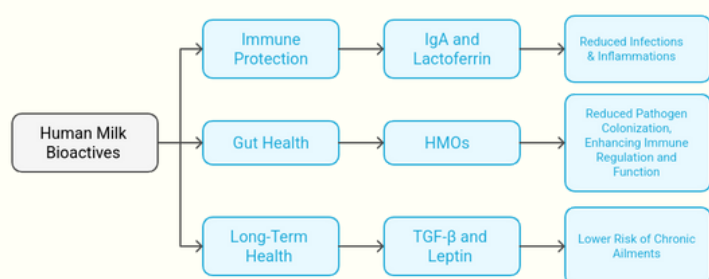 Human Milk
Bioactives
Immune
Protection
IgA and
Lactoferrin
Reduced Infections
& Inflammations
Gut Health
HMOs
Reduced Pathogen
Colonization,
Enhancing Immune
Regulation and
Function
Long-Term
Health
TGF-β and
Leptin
Lower Risk of Chronic
Ailments